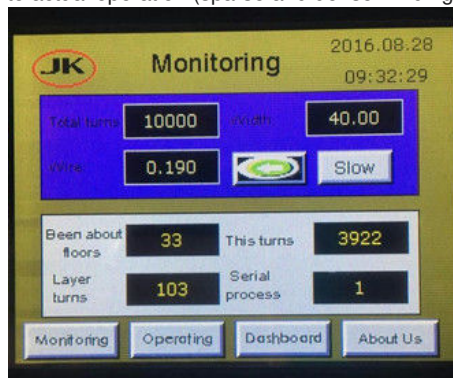 2016.08.28
JK Monitoring
09:32:29
Total turns 10000 Width 40.00
Wire 0.190 Slow
Been about floors 33 This turns 3922
Layer turns 103 Serial process 1
Monitoring Operating Dashboard About Us